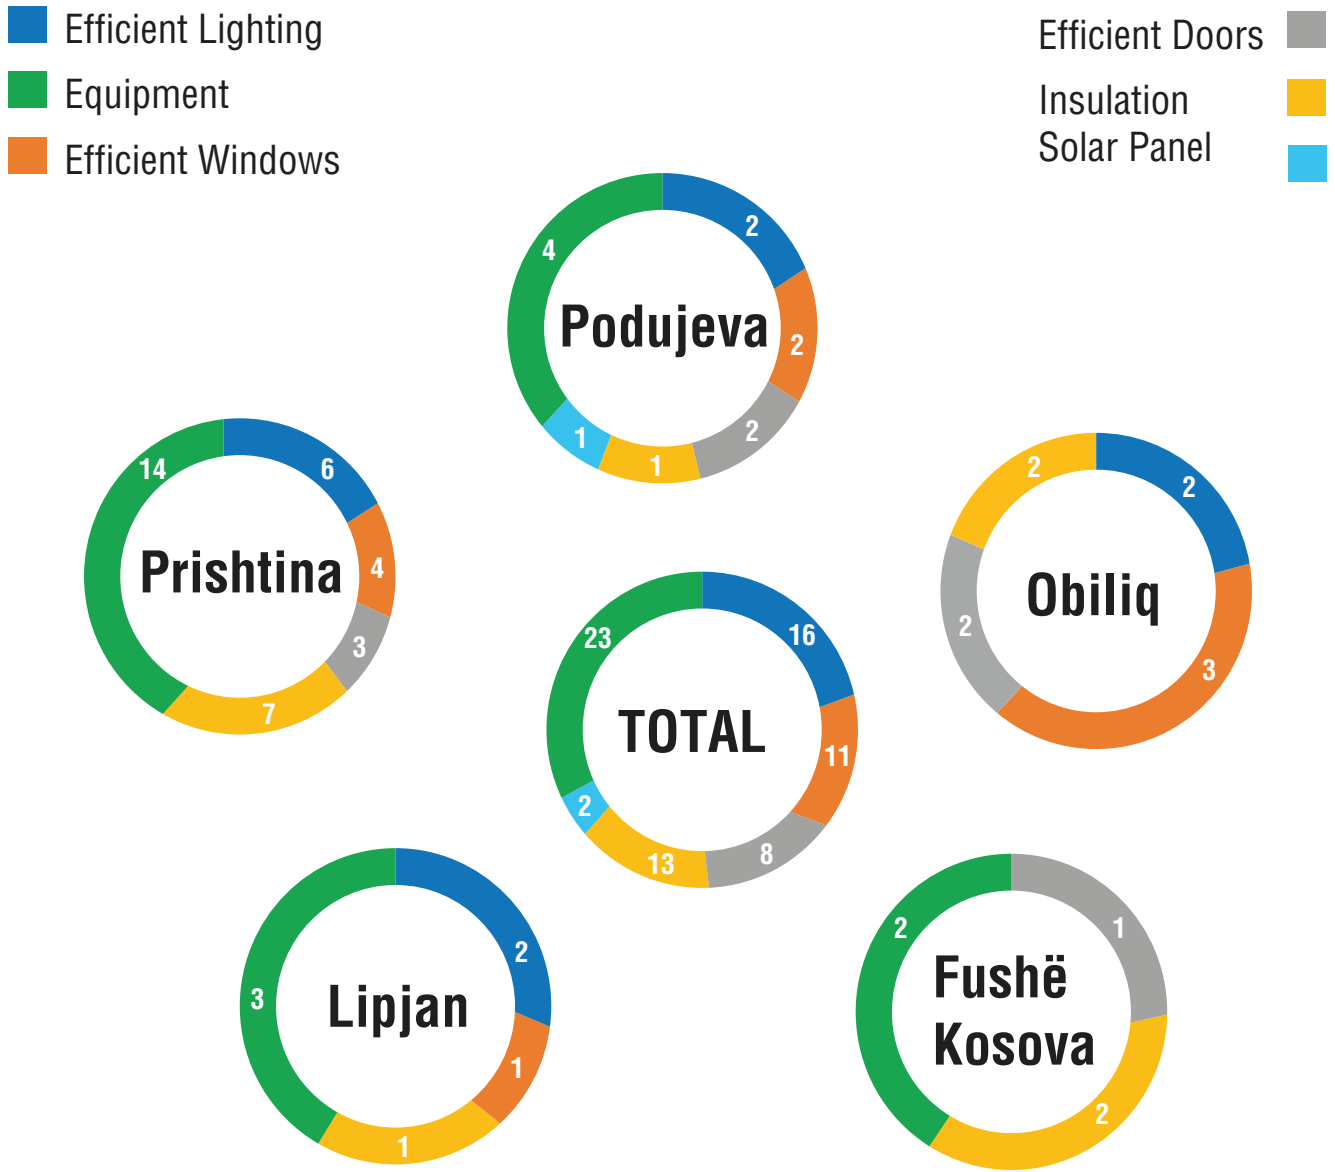 Efficient Lighting
Equipment
Efficient Windows
Efficient Doors
Insulation
Solar Panel
Podujeva
2
2
2
1
1
4
Prishtina
6
4
3
7
14
Obiliq
2
3
2
2
TOTAL
16
11
8
13
2
23
Lipjan
2
1
1
3
Fushë
Kosova
1
2
2